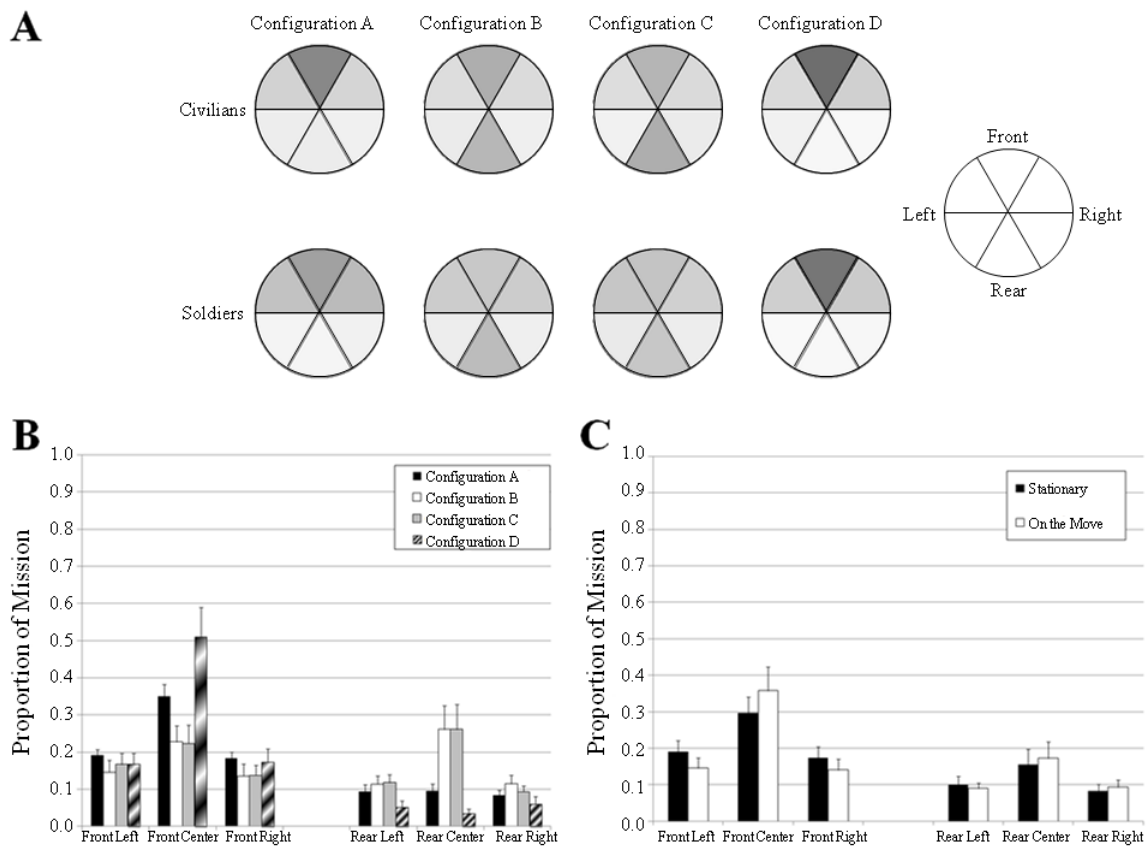 A
Configuration A Configuration B Configuration C Configuration D
Civilians
Front
Left Right
Rear
Soldiers
B
Proportion of Mission
1.0
0.9
0.8
0.7
0.6
0.5
0.4
0.3
0.2
0.1
0.0
Configuration A
Configuration B
Configuration C
Configuration D
Front Left Front Center Front Right Rear Left Rear Center Rear Right
C
Proportion of Mission
1.0
0.9
0.8
0.7
0.6
0.5
0.4
0.3
0.2
0.1
0.0
Stationary
On the Move
Front Left Front Center Front Right Rear Left Rear Center Rear Right